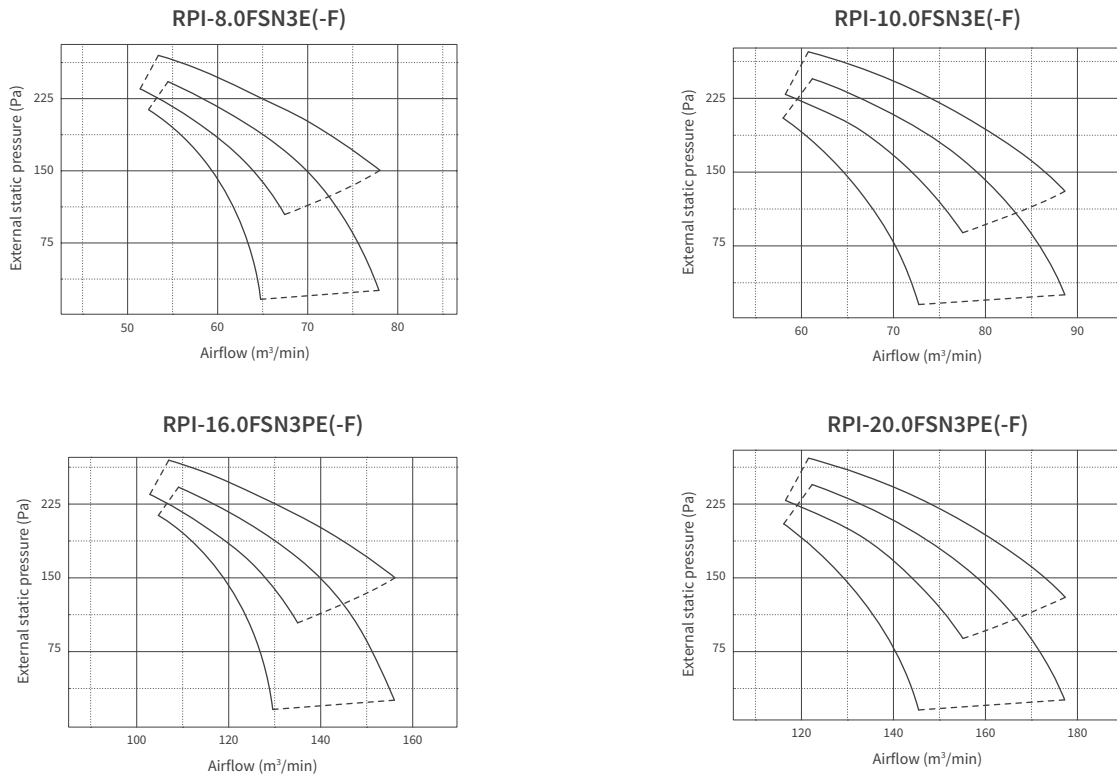 RPI-8.0FSN3E(-F)
External static pressure (Pa)
225
150
75
50 60 70 80
Airflow (m³/min)
RPI-10.0FSN3E(-F)
External static pressure (Pa)
225
150
75
60 70 80 90
Airflow (m³/min)
RPI-16.0FSN3PE(-F)
External static pressure (Pa)
225
150
75
100 120 140 160
Airflow (m³/min)
RPI-20.0FSN3PE(-F)
External static pressure (Pa)
225
150
75
120 140 160 180
Airflow (m³/min)